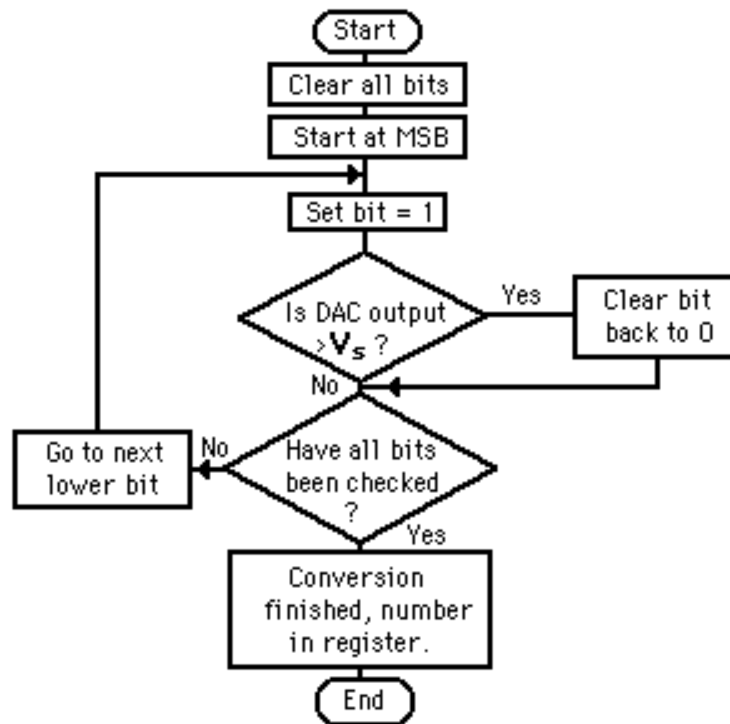 Start
Clear all bits
Start at MSB
Set bit = 1
Is DAC output
>Vs ?
Yes
Clear bit
back to 0
No
Have all bits
been checked
?
No
Go to next
lower bit
Yes
Conversion
finished, number
in register.
End